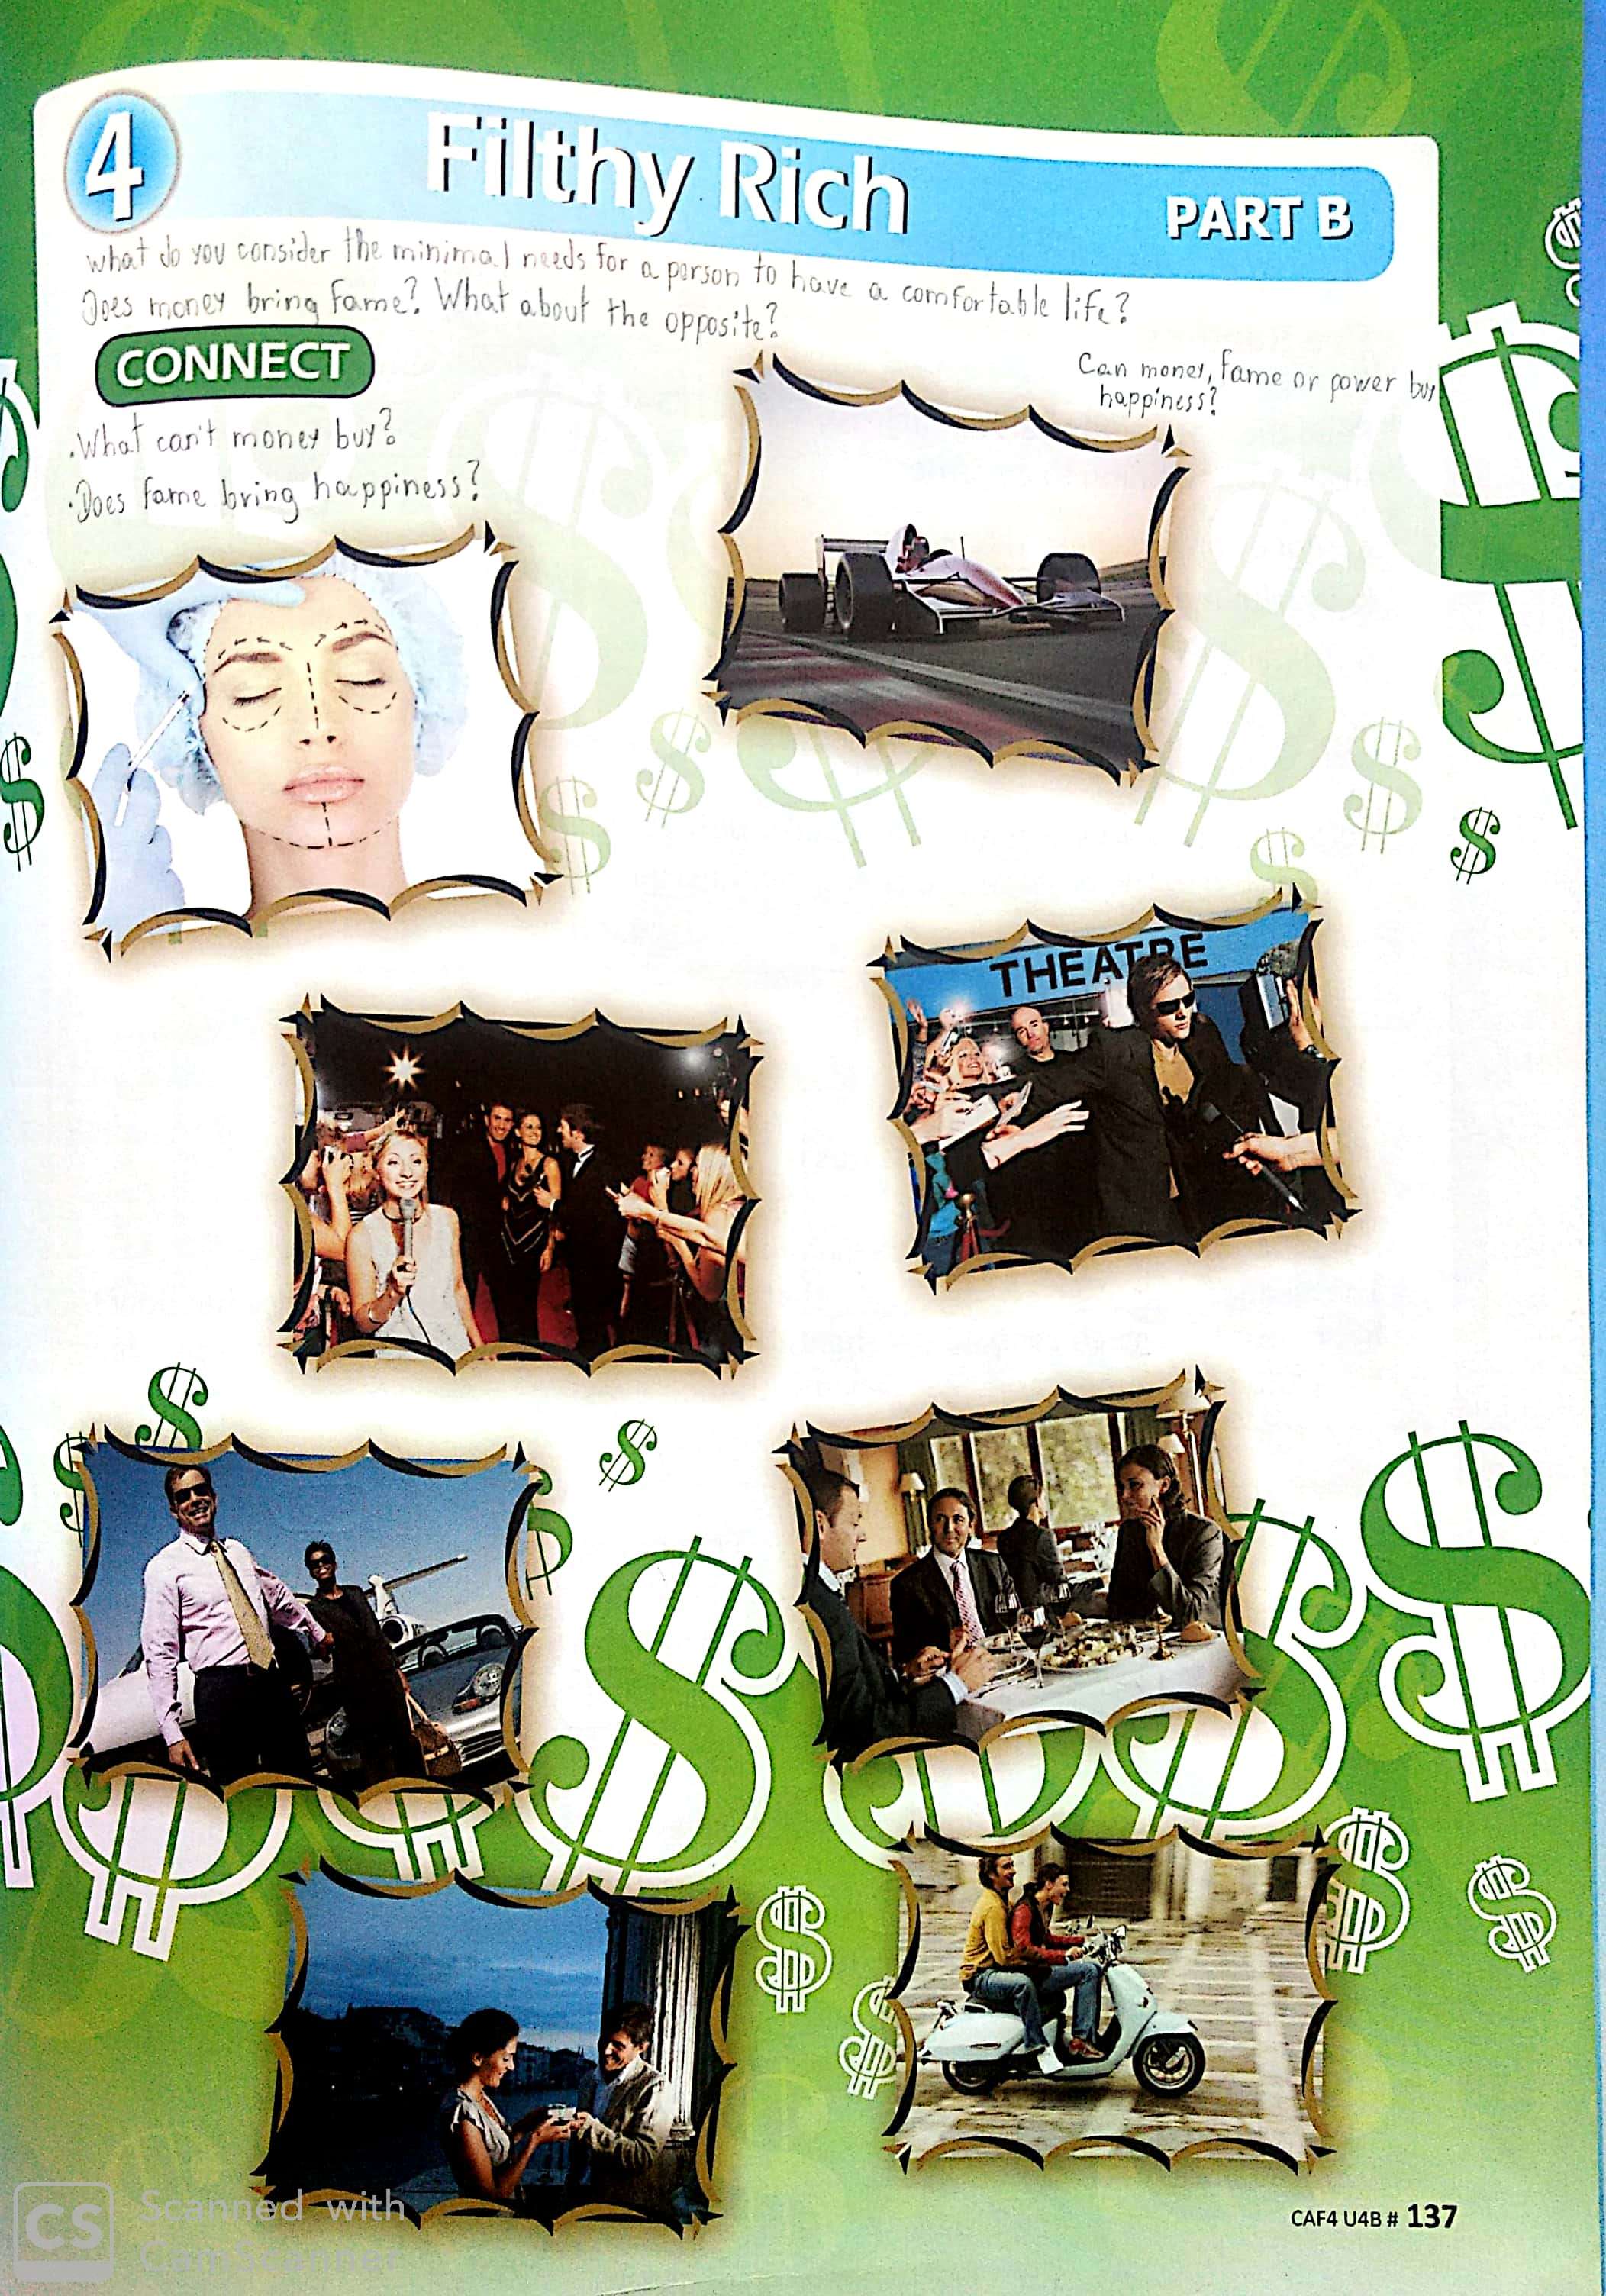 4
Filthy Rich
PART B
what do you consider the minimal needs for a person to have a comfortable life?
Does money bring fame? What about the opposite?
CONNECT
Can money, fame or power buy
happiness?
.What can't money buy?
.Does fame bring happiness?
THEATRE
CAF4 U4B # 137
CS Scanned with
CamScanner